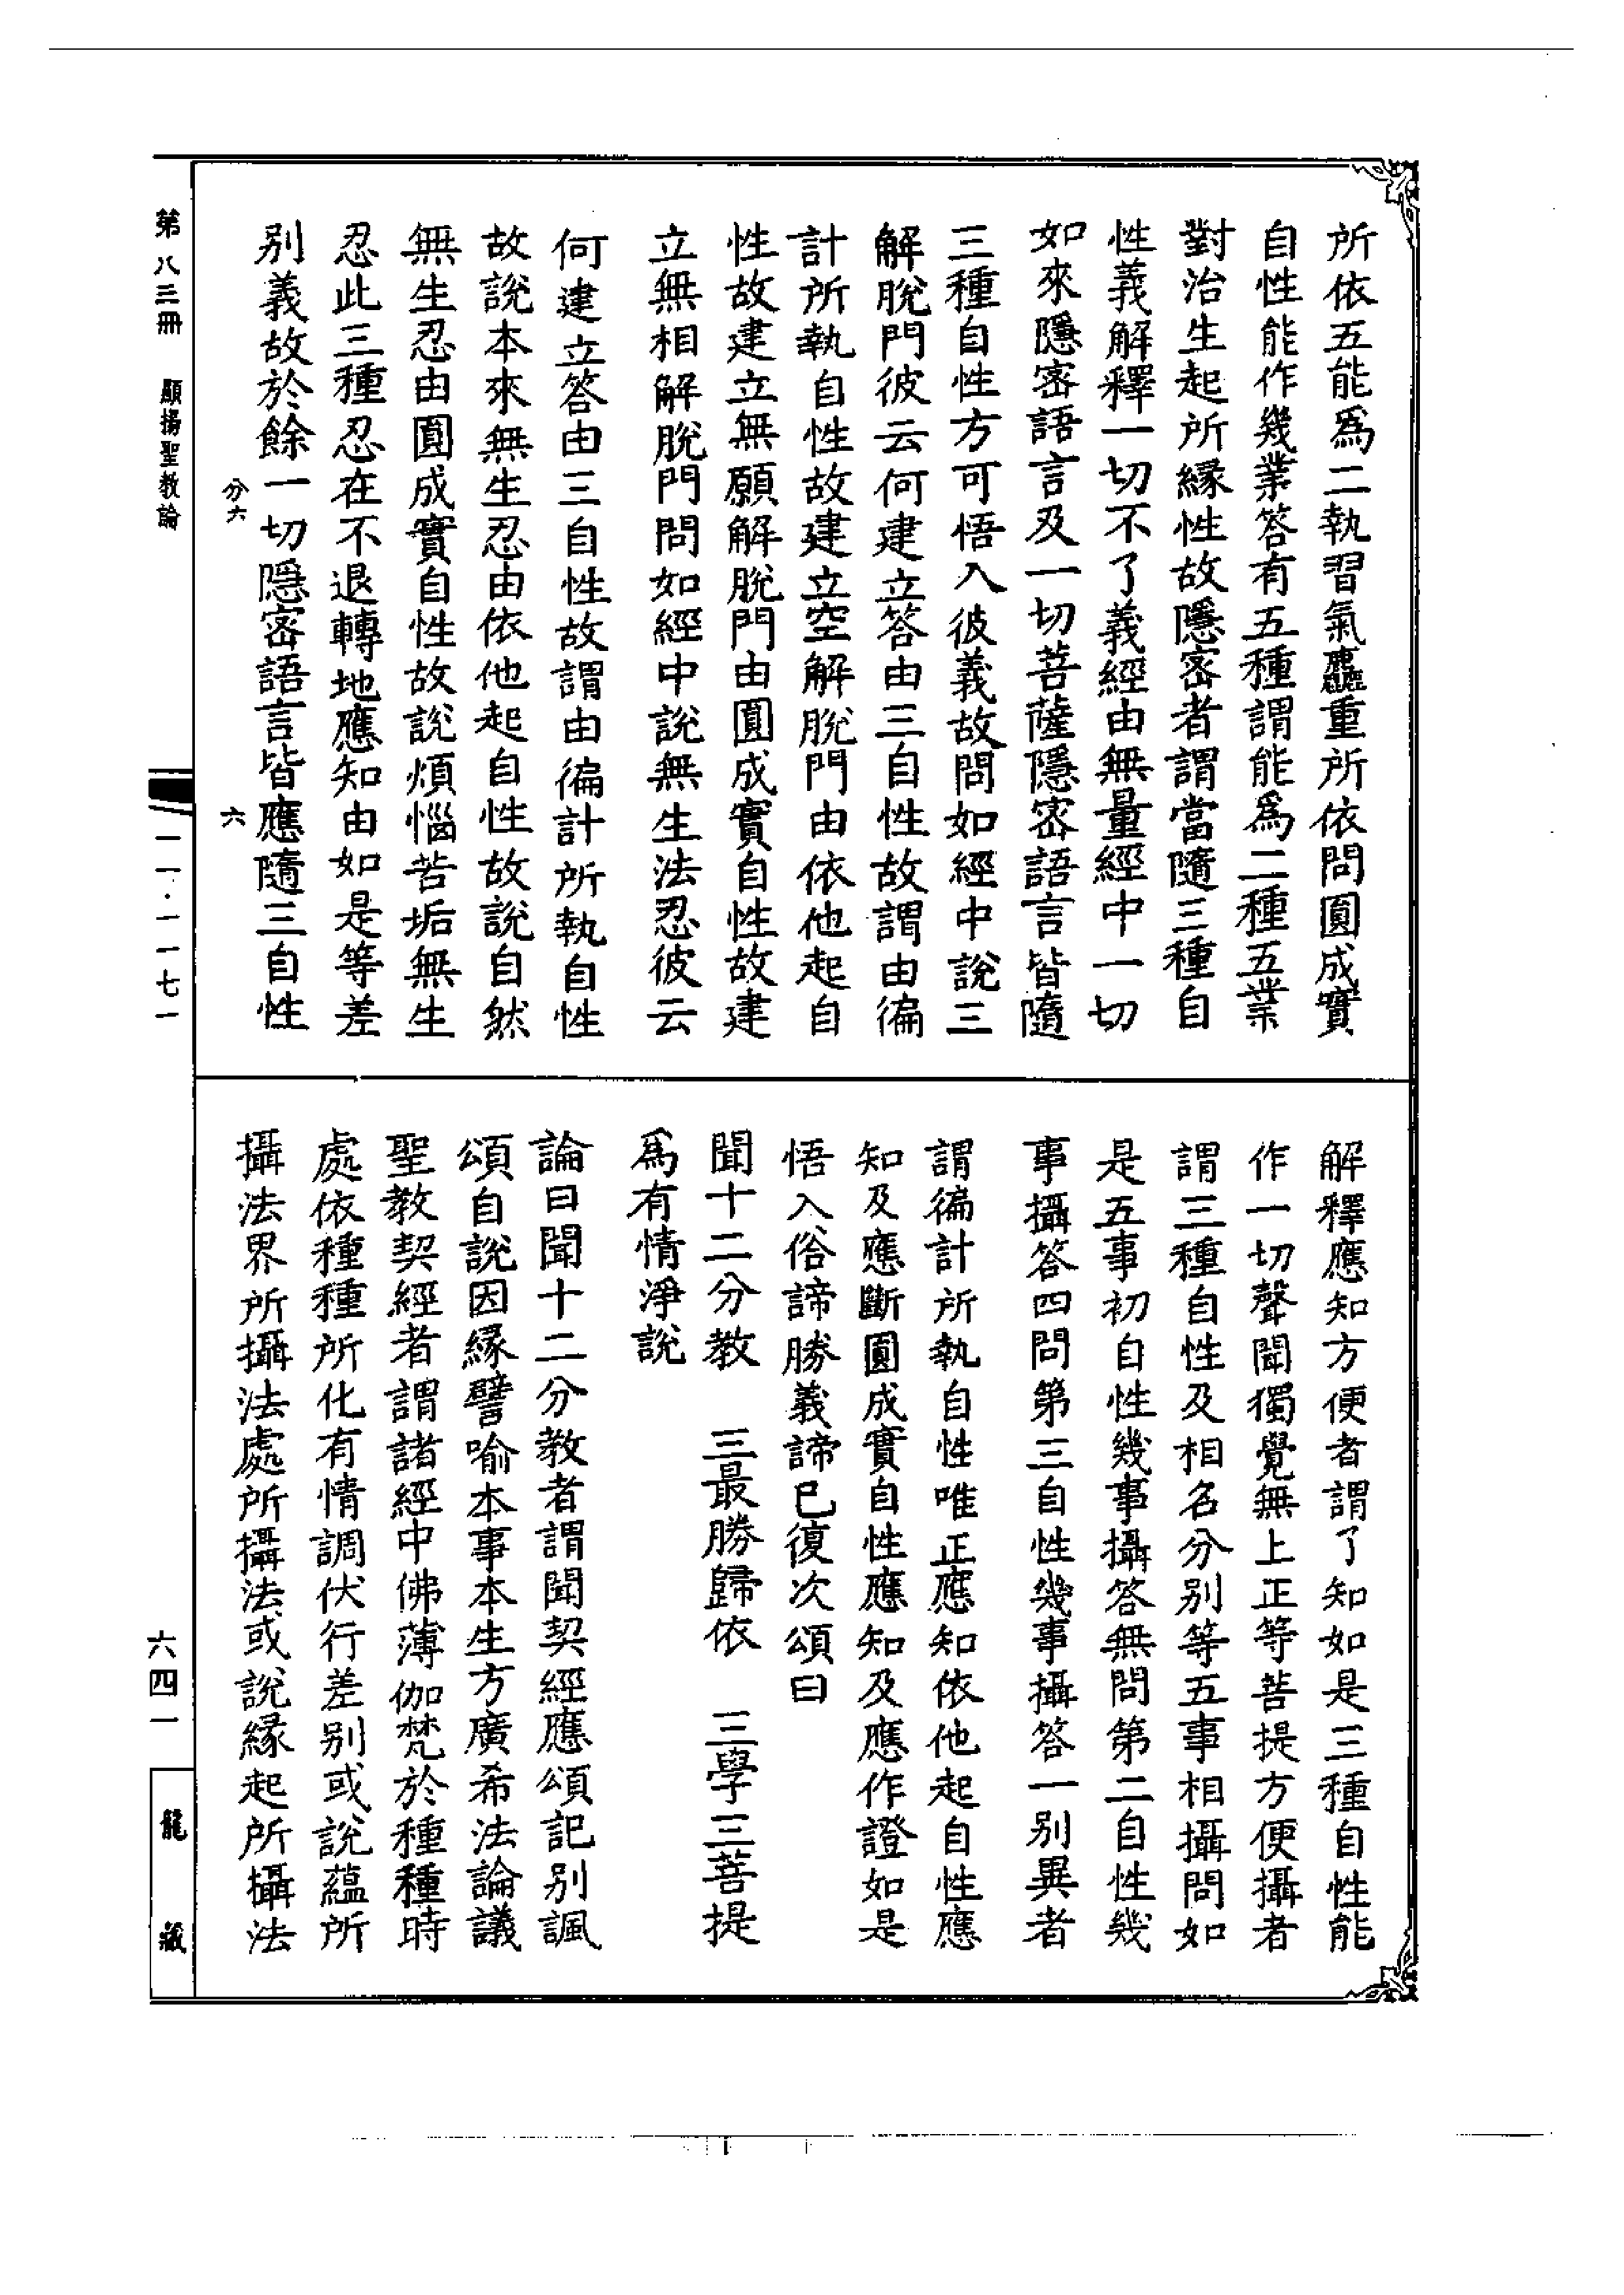 所依五能爲二執習氣麤重所依問圓成實
自性能作幾業答有五種謂能爲二種五業
對治生起所緣性故隱密者謂當隨三種自
性義解釋一切不了義經由無量經中一切
如來隱密語言及一切菩薩隱密語言皆隨
三種自性方可悟入彼義故問如經中說三
解脫門彼云何建立答由三自性故謂由徧
計所執自性故建立空解脫門由依他起自
性故建立無願解脫門由圓成實自性故建
立無相解脫門問如經中說無生法忍彼云
何建立答由三自性故謂由徧計所執自性
故說本來無生忍由依他起自性故說自然
無生忍由圓成實自性故說煩惱苦垢無生
忍此三種忍在不退轉地應知由如是等差
別義故於餘一切隱密語言皆應隨三自性
分六 六
解釋應知方便者謂了知如是三種自性能
作一切聲聞獨覺無上正等菩提方便攝者
謂三種自性及相名分別等五事相攝問如
是五事初自性幾事攝答無問第二自性幾
事攝答四問第三自性幾事攝答一別異者
謂徧計所執自性唯正應知依他起自性應
知及應斷圓成實自性應知及應作證如是
悟入俗諦勝義諦已復次頌曰
聞十二分教 三最勝歸依 三學三菩提
爲有情淨說
論曰聞十二分教者謂聞契經應頌記別諷
頌自說因緣譬喻本事本生方廣希法論議
聖教契經者謂諸經中佛薄伽梵於種種時
處依種種所化有情調伏行差別或說蘊所
攝法界所攝法處所攝法或說緣起所攝法
第八三冊 顯揚聖教論
一一·一一七一
六四一
龍藏